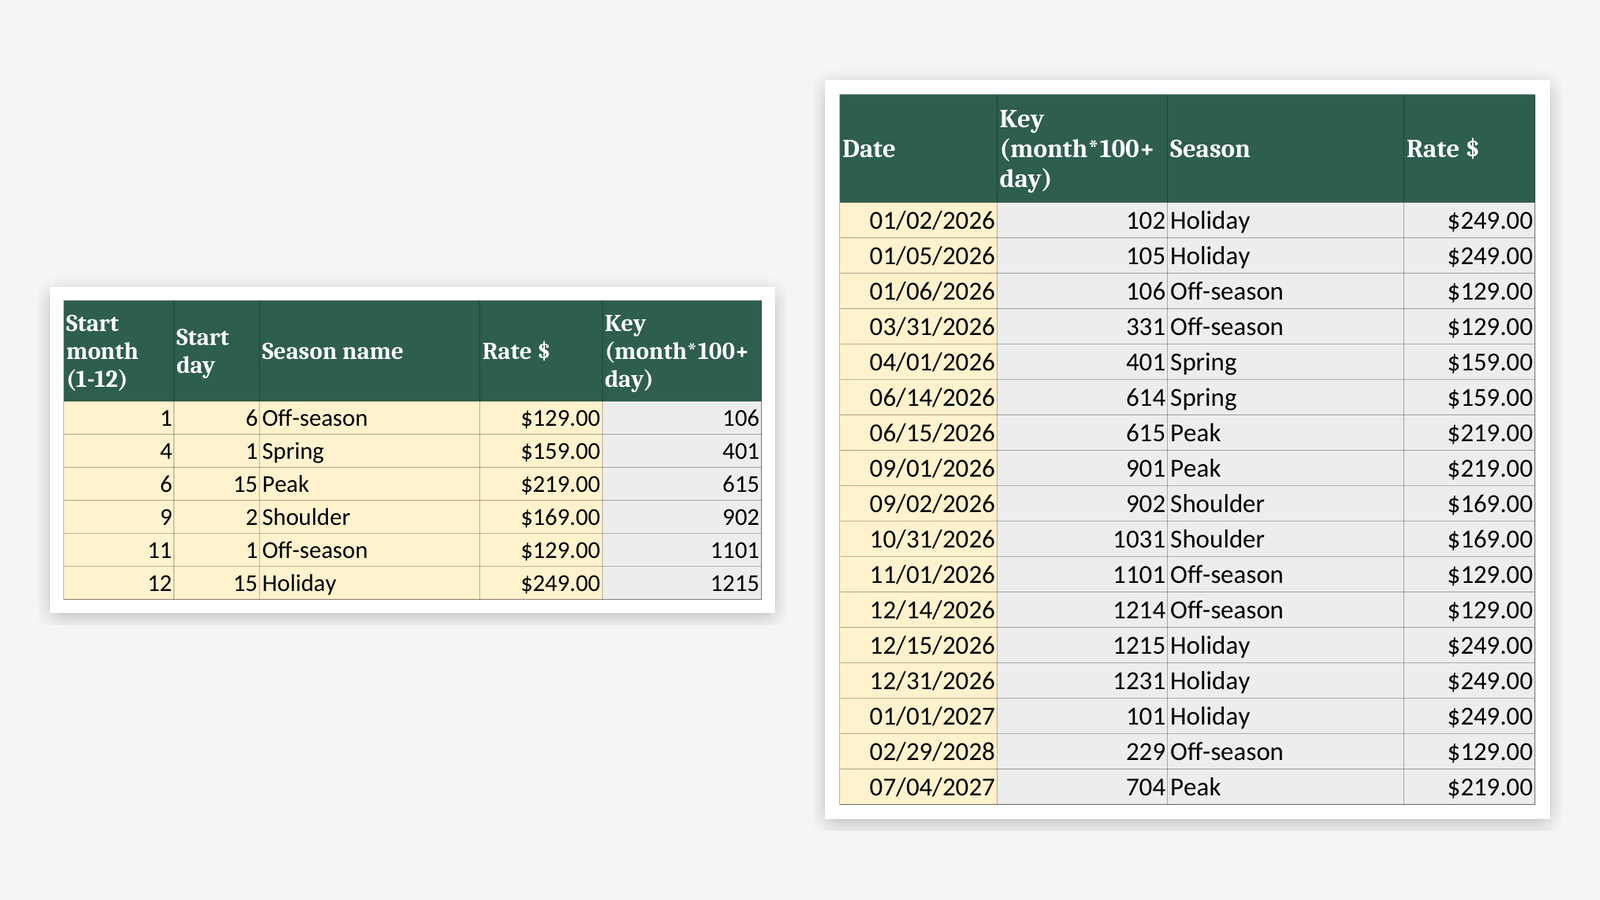 Start month (1-12) Start day Season name Rate $ Key (month*100+ day)
1 6 Off-season $129.00 106
4 1 Spring $159.00 401
6 15 Peak $219.00 615
9 2 Shoulder $169.00 902
11 1 Off-season $129.00 1101
12 15 Holiday $249.00 1215
Date Key (month*100+ day) Season Rate $
01/02/2026 102 Holiday $249.00
01/05/2026 105 Holiday $249.00
01/06/2026 106 Off-season $129.00
03/31/2026 331 Off-season $129.00
04/01/2026 401 Spring $159.00
06/14/2026 614 Spring $159.00
06/15/2026 615 Peak $219.00
09/01/2026 901 Peak $219.00
09/02/2026 902 Shoulder $169.00
10/31/2026 1031 Shoulder $169.00
11/01/2026 1101 Off-season $129.00
12/14/2026 1214 Off-season $129.00
12/15/2026 1215 Holiday $249.00
12/31/2026 1231 Holiday $249.00
01/01/2027 101 Holiday $249.00
02/29/2028 229 Off-season $129.00
07/04/2027 704 Peak $219.00